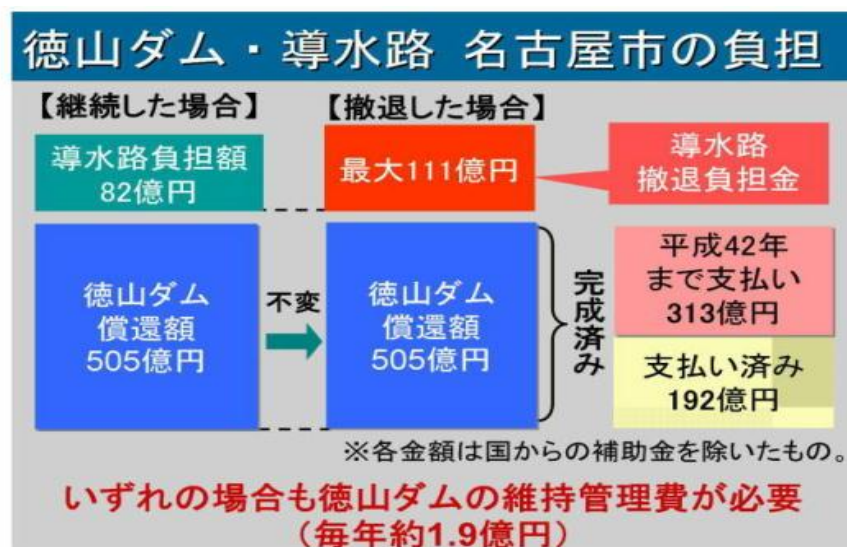 徳山ダム・導水路 名古屋市の負担
【継続した場合】
【撤退した場合】
導水路負担額
82億円
最大111億円
導水路
撤退負担金
徳山ダム
償還額
505億円
不変
徳山ダム
償還額
505億円
完成済み
平成42年
まで支払い
313億円
支払い済み
192億円
※各金額は国からの補助金を除いたもの。
いずれの場合も徳山ダムの維持管理費が必要
（毎年約1.9億円）